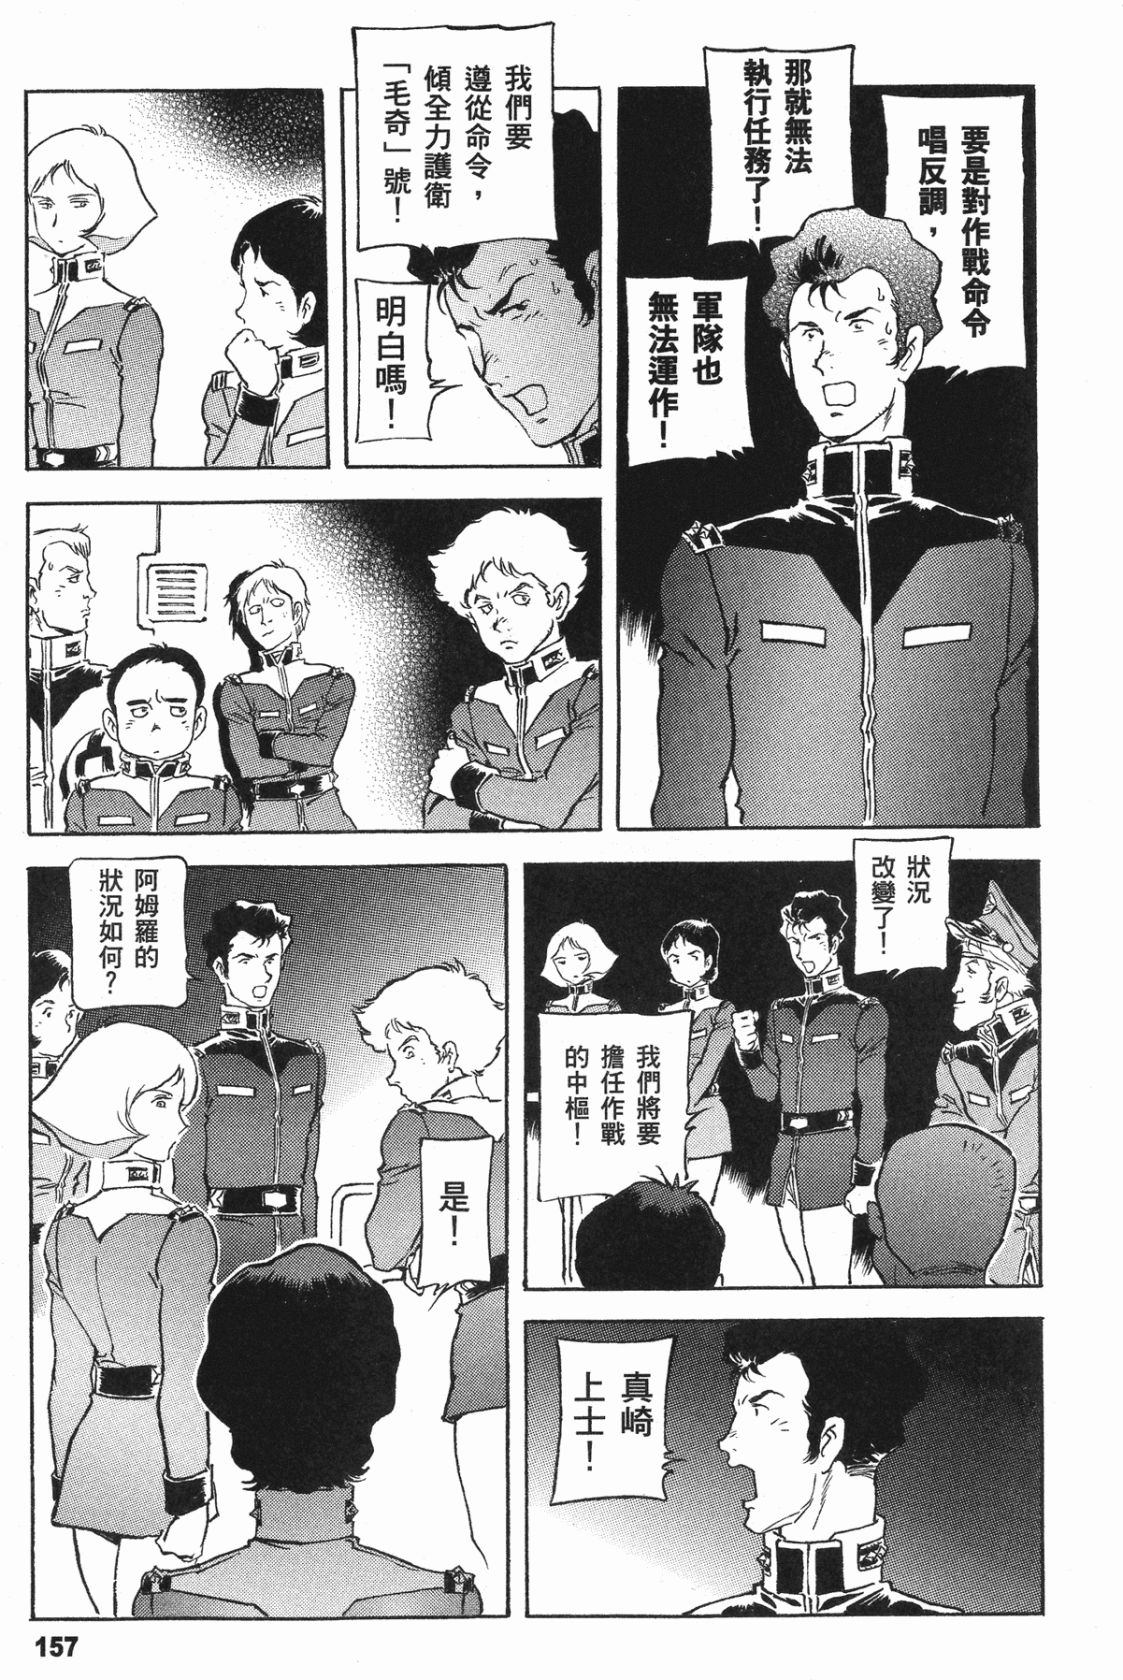 要是對作戰命令
唱反調，
那就無法
執行任務了！
軍隊也
無法運作！
我們要
遵從命令，
傾全力護衛
「毛奇」號！
明白嗎！
狀況
改變了！
我們將要
擔任作戰
的中樞！
真崎
上士！
是！
阿姆羅的
狀況如何？
157